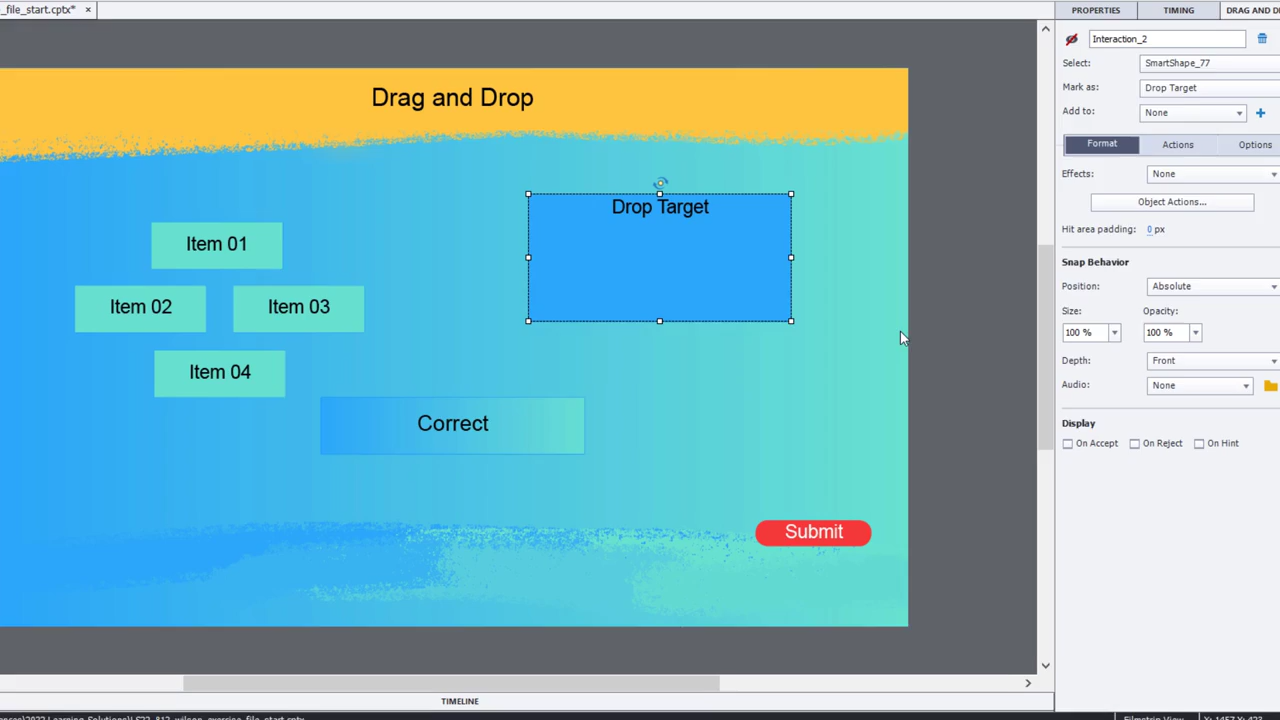 _file_start.cptx* ×
PROPERTIES
TIMING
DRAG AND D
Interaction_2
Select: SmartShape_77
Mark as: Drop Target
Add to: None
Format Actions Options
Effects: None
Object Actions...
Hit area padding: 0 px
Snap Behavior
Position: Absolute
Size: Opacity:
100 % 100 %
Depth: Front
Audio: None
Display
On Accept On Reject On Hint
Drag and Drop
Drop Target
Item 01
Item 02 Item 03
Item 04
Correct
Submit
TIMELINE